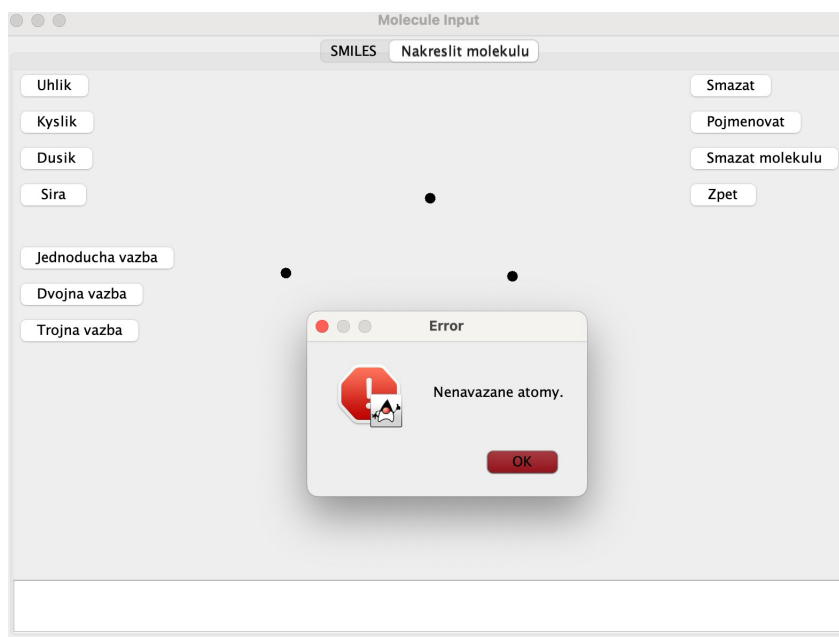 Molecule Input
SMILES Nakreslit molekulu
Uhlik
Kyslik
Dusik
Sira
Jednoducha vazba
Dvojna vazba
Trojna vazba
Smazat
Pojmenovat
Smazat molekulu
Zpet
Error
Nenavazane atomy.
OK